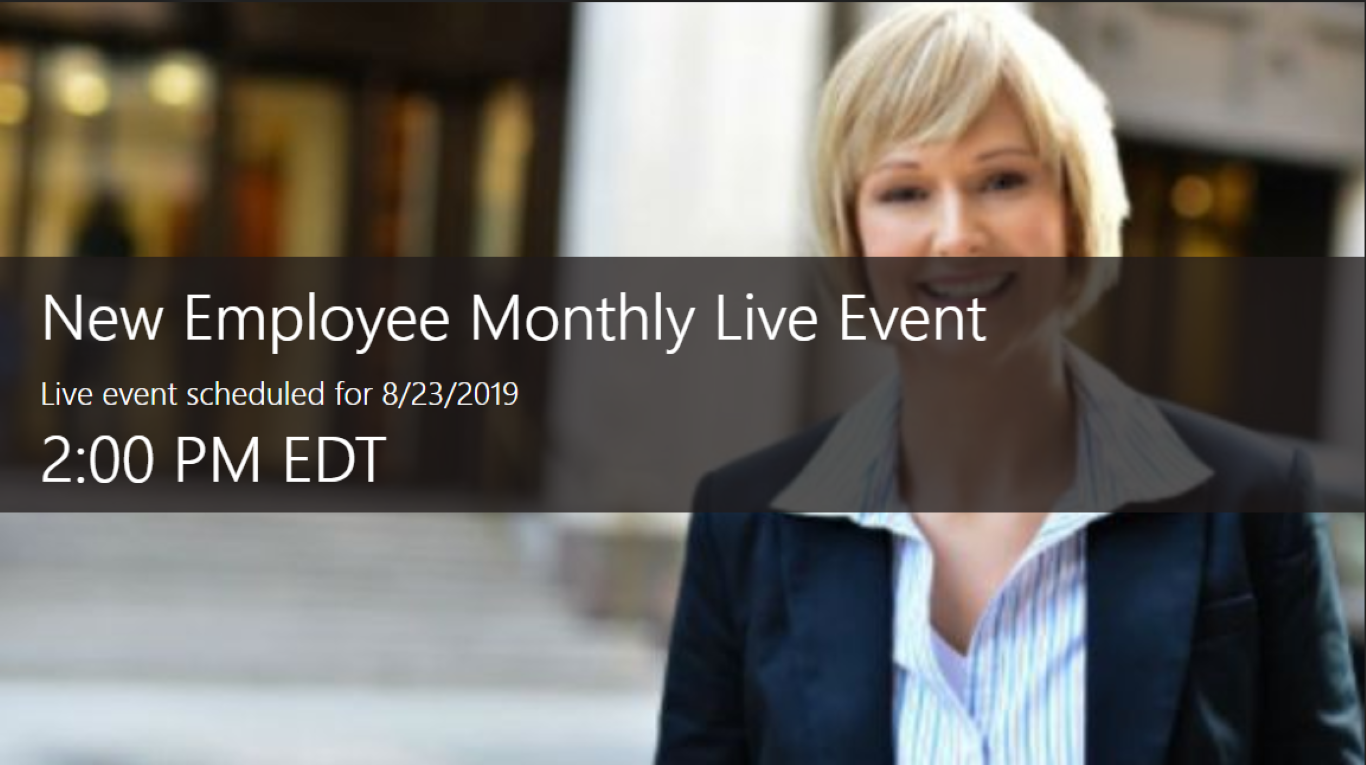 New Employee Monthly Live Event
Live event scheduled for 8/23/2019
2:00 PM EDT